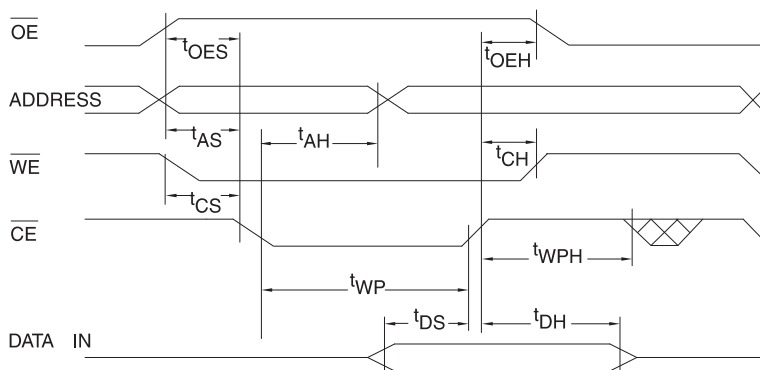 OE
tOES
tOEH
ADDRESS
tAS
tAH
tCH
WE
tCS
CE
tWPH
tWP
tDS
tDH
DATA IN